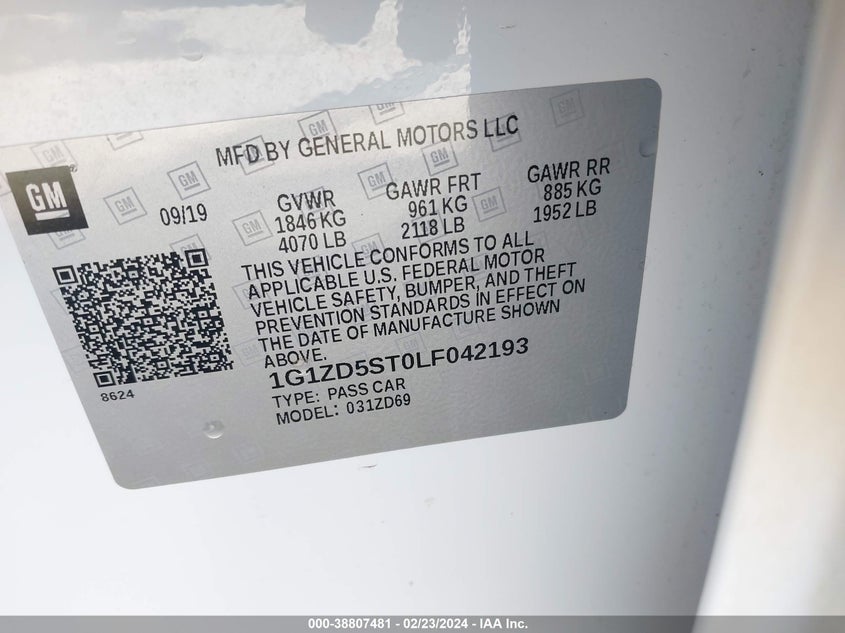 MFD BY GENERAL MOTORS LLC
GM
®
09/19
GVWR
1846 KG
4070 LB
GAWR FRT
961 KG
2118 LB
GAWR RR
885 KG
1952 LB
THIS VEHICLE CONFORMS TO ALL
APPLICABLE U.S. FEDERAL MOTOR
VEHICLE SAFETY, BUMPER, AND THEFT
PREVENTION STANDARDS IN EFFECT ON
THE DATE OF MANUFACTURE SHOWN
ABOVE.
1G1ZD5ST0LF042193
TYPE: PASS CAR
MODEL: 031ZD69
8624
000-38807481 - 02/23/2024 - IAA Inc.